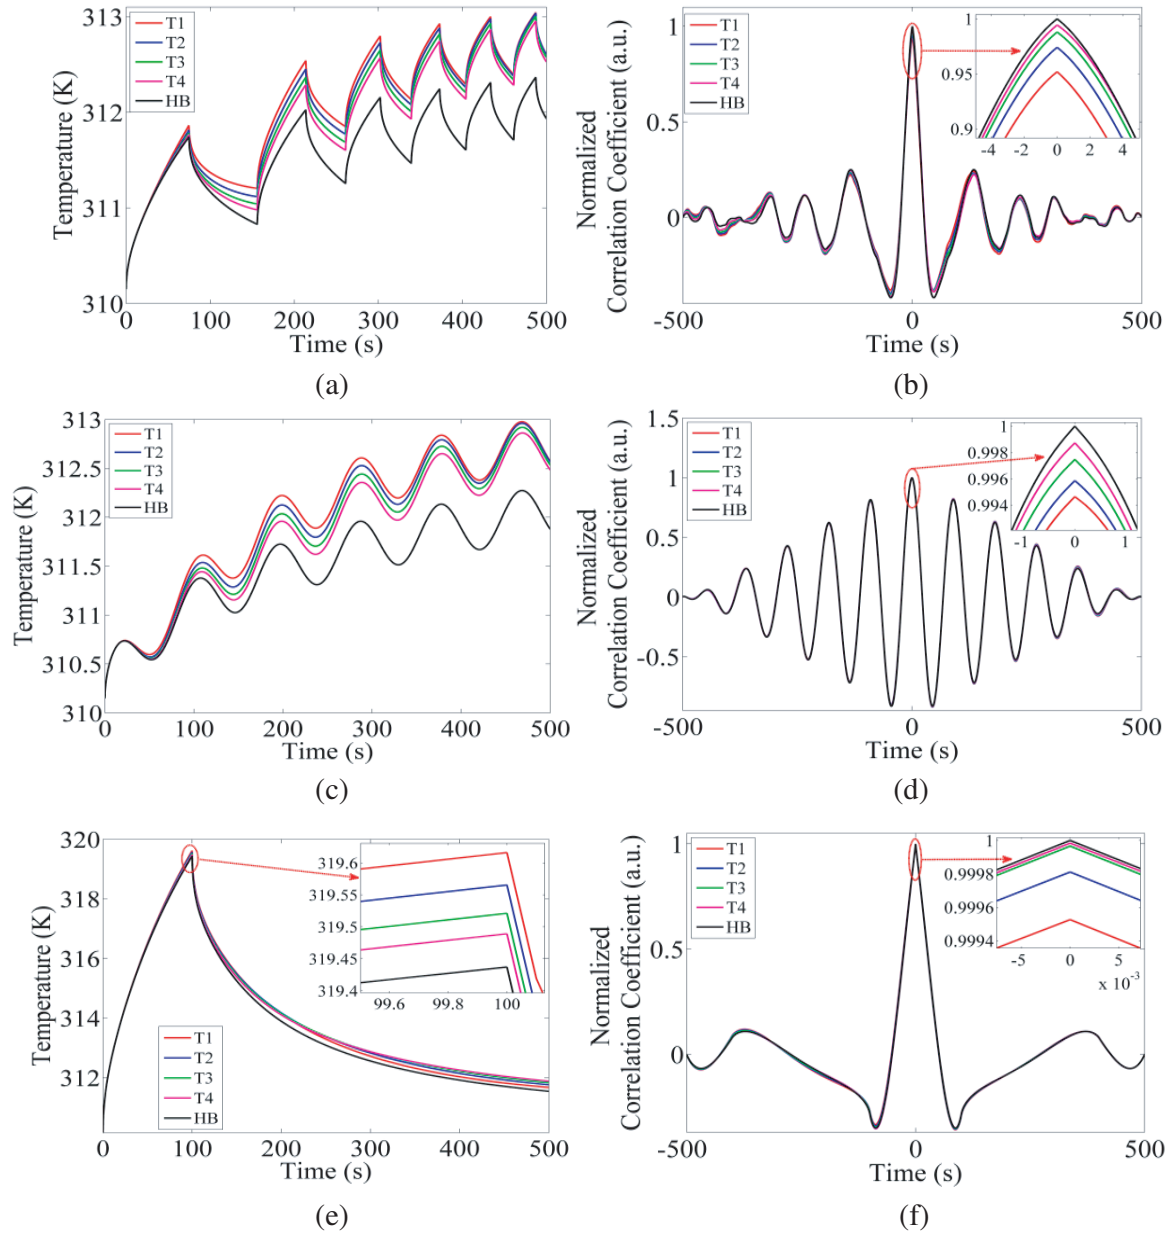 313
312
311
310
Temperature (K)
T1
T2
T3
T4
HB
0
100
200
300
400
500
Time (s)
(a)
1
0.5
0
Normalized
Correlation Coefficient (a.u.)
T1
T2
T3
T4
HB
1
0.95
0.9
-4
-2
0
2
4
-500
0
500
Time (s)
(b)
313
312.5
312
311.5
311
310.5
310
Temperature (K)
T1
T2
T3
T4
HB
0
100
200
300
400
500
Time (s)
(c)
1.5
1
0.5
0
-0.5
Normalized
Correlation Coefficient (a.u.)
T1
T2
T3
T4
HB
1
0.998
0.996
0.994
-1
0
1
-500
0
500
Time (s)
(d)
320
318
316
314
312
Temperature (K)
319.6
319.55
319.5
319.45
319.4
99.6
99.8
100
T1
T2
T3
T4
HB
0
100
200
300
400
500
Time (s)
(e)
1
0.5
0
Normalized
Correlation Coefficient (a.u.)
T1
T2
T3
T4
HB
1
0.9998
0.9996
0.9994
-5
0
5
x 10-3
-500
0
500
Time (s)
(f)